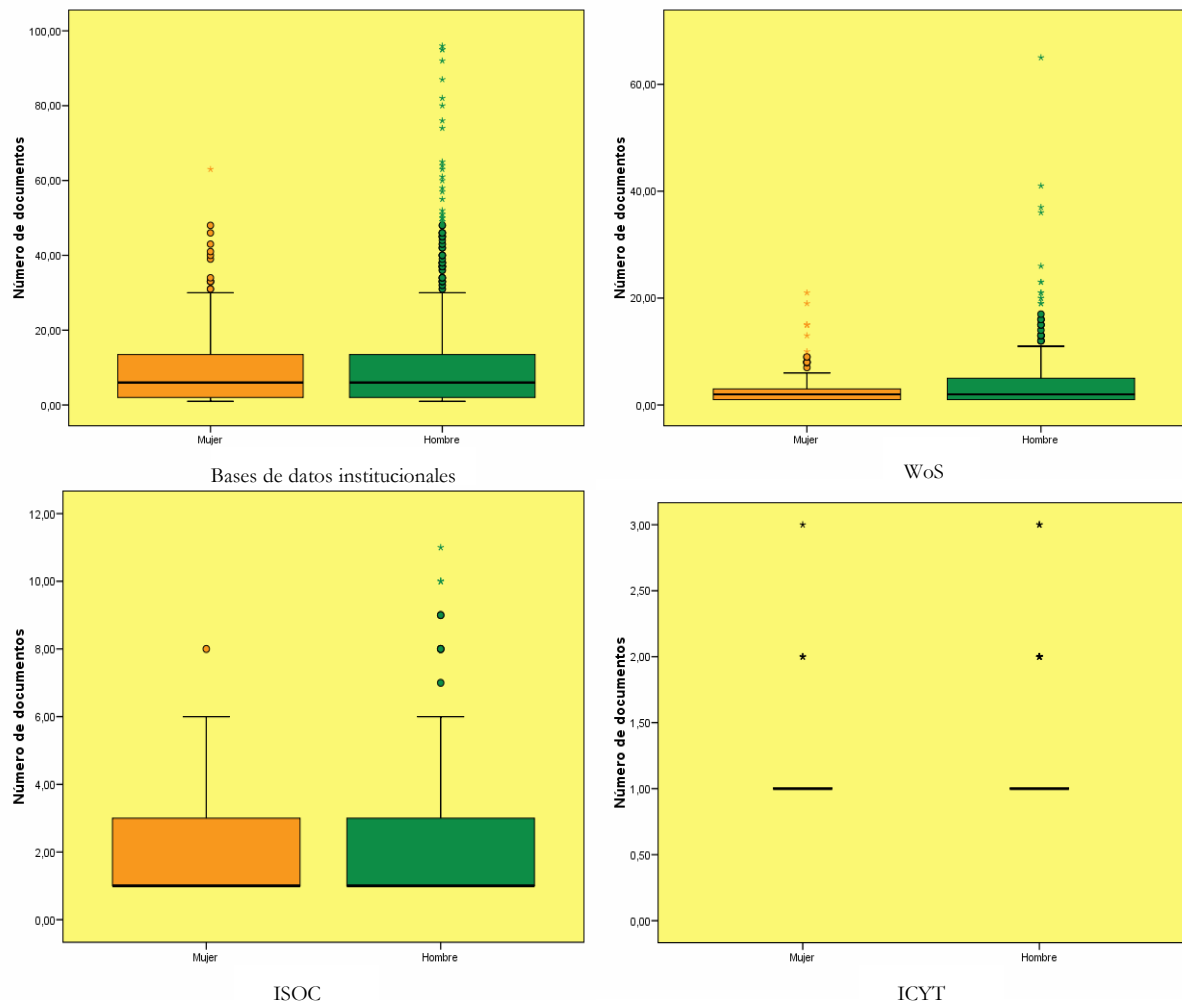 Número de documentos
100,00
80,00
60,00
40,00
20,00
0,00
Mujer
Hombre
Bases de datos institucionales
Número de documentos
60,00
40,00
20,00
0,00
Mujer
Hombre
WoS
Número de documentos
12,00
10,00
8,00
6,00
4,00
2,00
0,00
Mujer
Hombre
ISOC
Número de documentos
3,00
2,50
2,00
1,50
1,00
0,50
0,00
Mujer
Hombre
ICYT